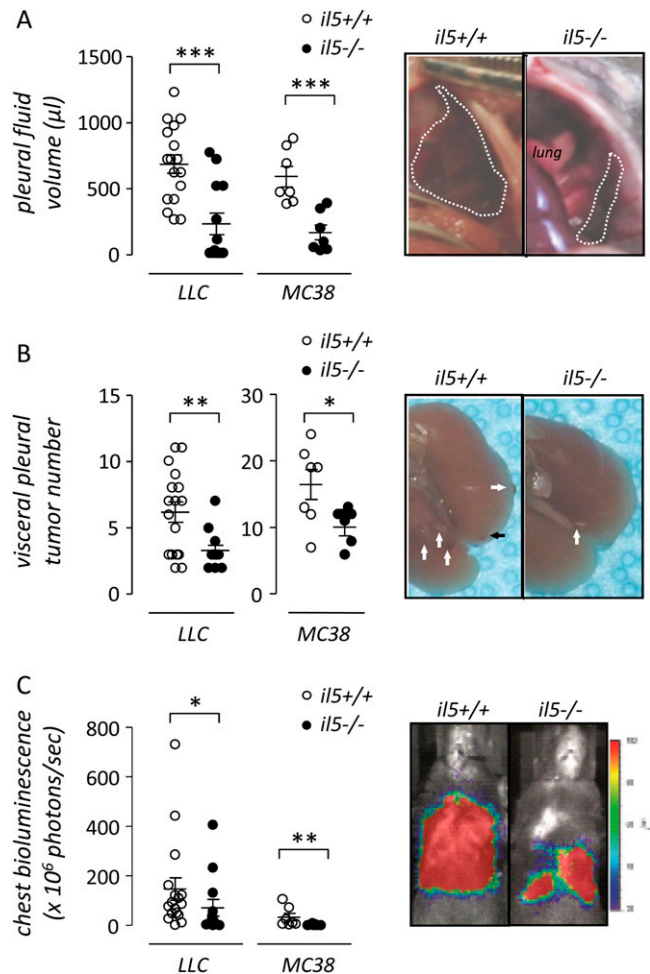 A
il5+/+
il5-/-
***
***
pleural fluid
volume (μl)
1500
1000
500
0
LLC
MC38
il5+/+
il5-/-
lung
B
il5+/+
il5-/-
**
*
visceral pleural
tumor number
15
10
5
0
30
20
10
0
LLC
MC38
il5+/+
il5-/-
C
il5+/+
il5-/-
*
**
chest bioluminescence
(x 10⁶ photons/sec)
800
600
400
200
0
LLC
MC38
il5+/+
il5-/-